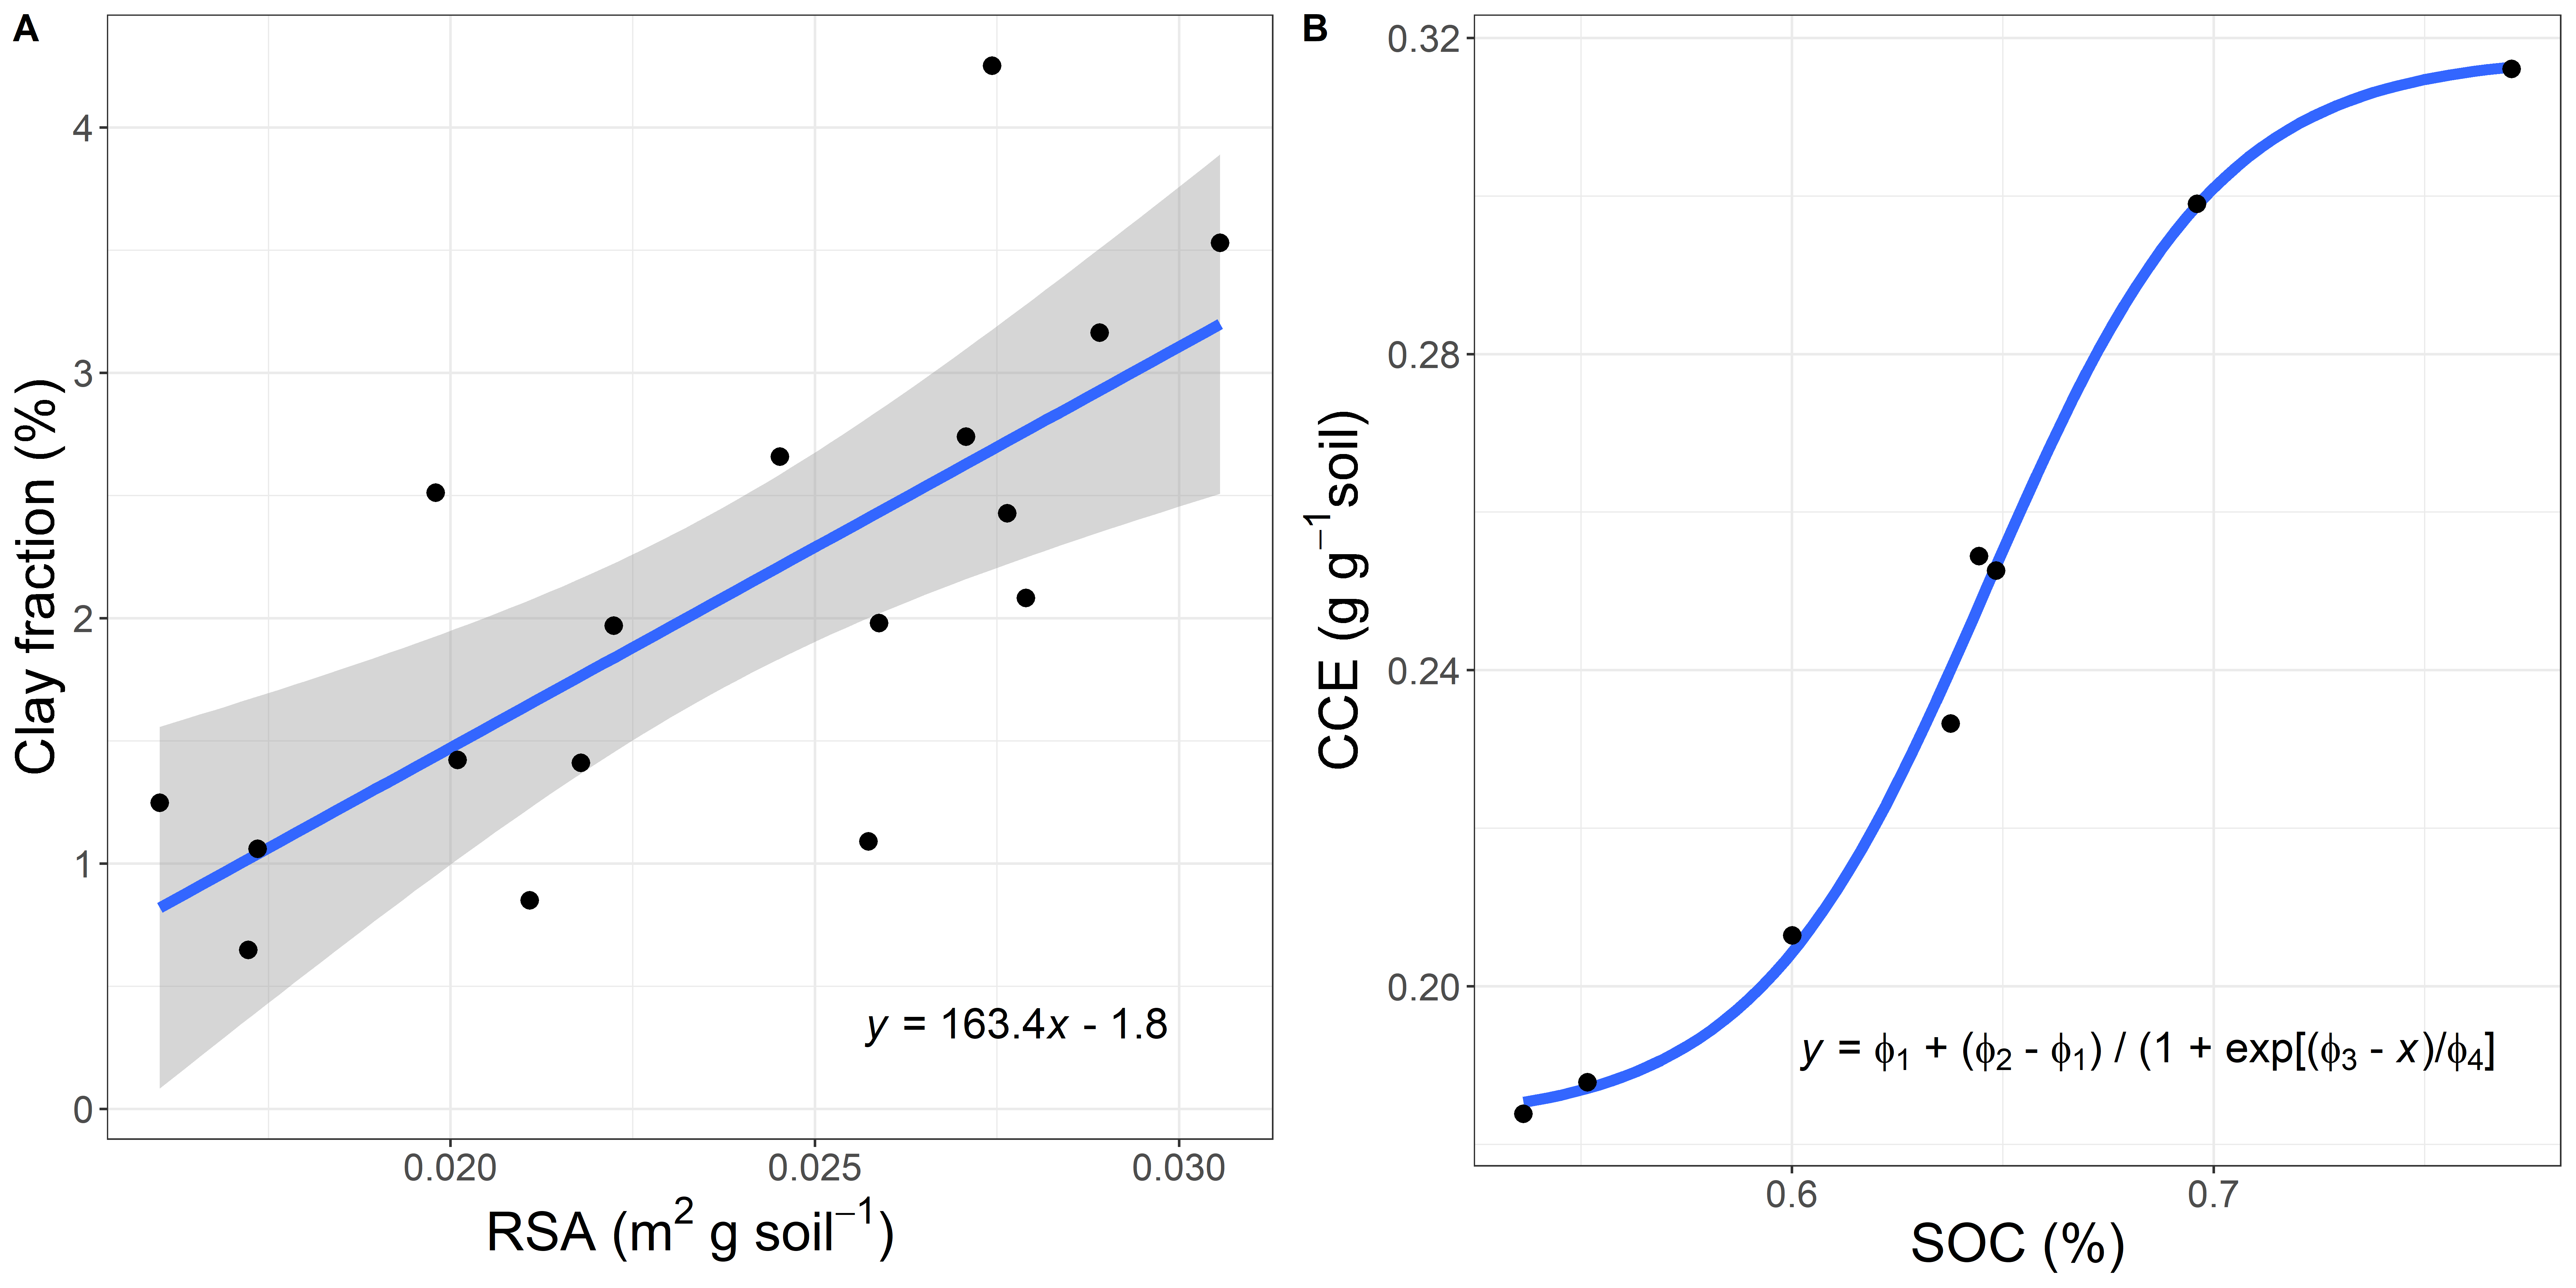 A
Clay fraction (%)
4
3
2
1
0
y = 163.4x - 1.8
0.020 0.025 0.030
RSA (m² g soil⁻¹)
B
CCE (g g⁻¹soil)
0.32
0.28
0.24
0.20
y = ϕ₁ + (ϕ₂ - ϕ₁) / (1 + exp[(ϕ₃ - x)/ϕ₄]
0.6 0.7
SOC (%)